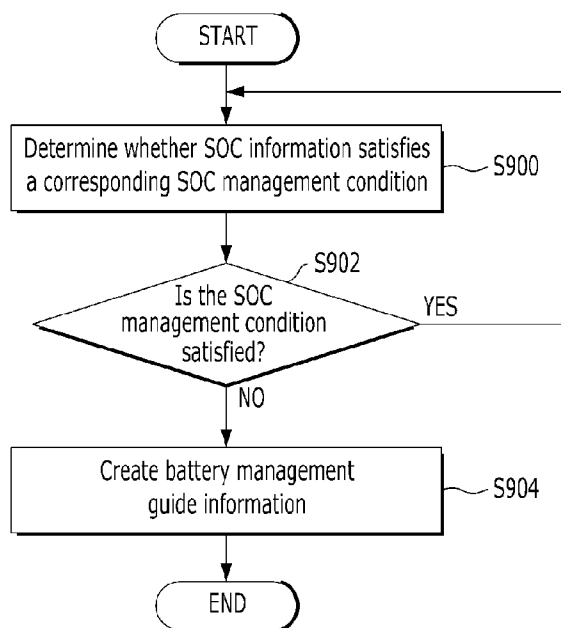 START
Determine whether SOC information satisfies
a corresponding SOC management condition
S900
S902
Is the SOC
management condition
satisfied?
YES
NO
Create battery management
guide information
S904
END